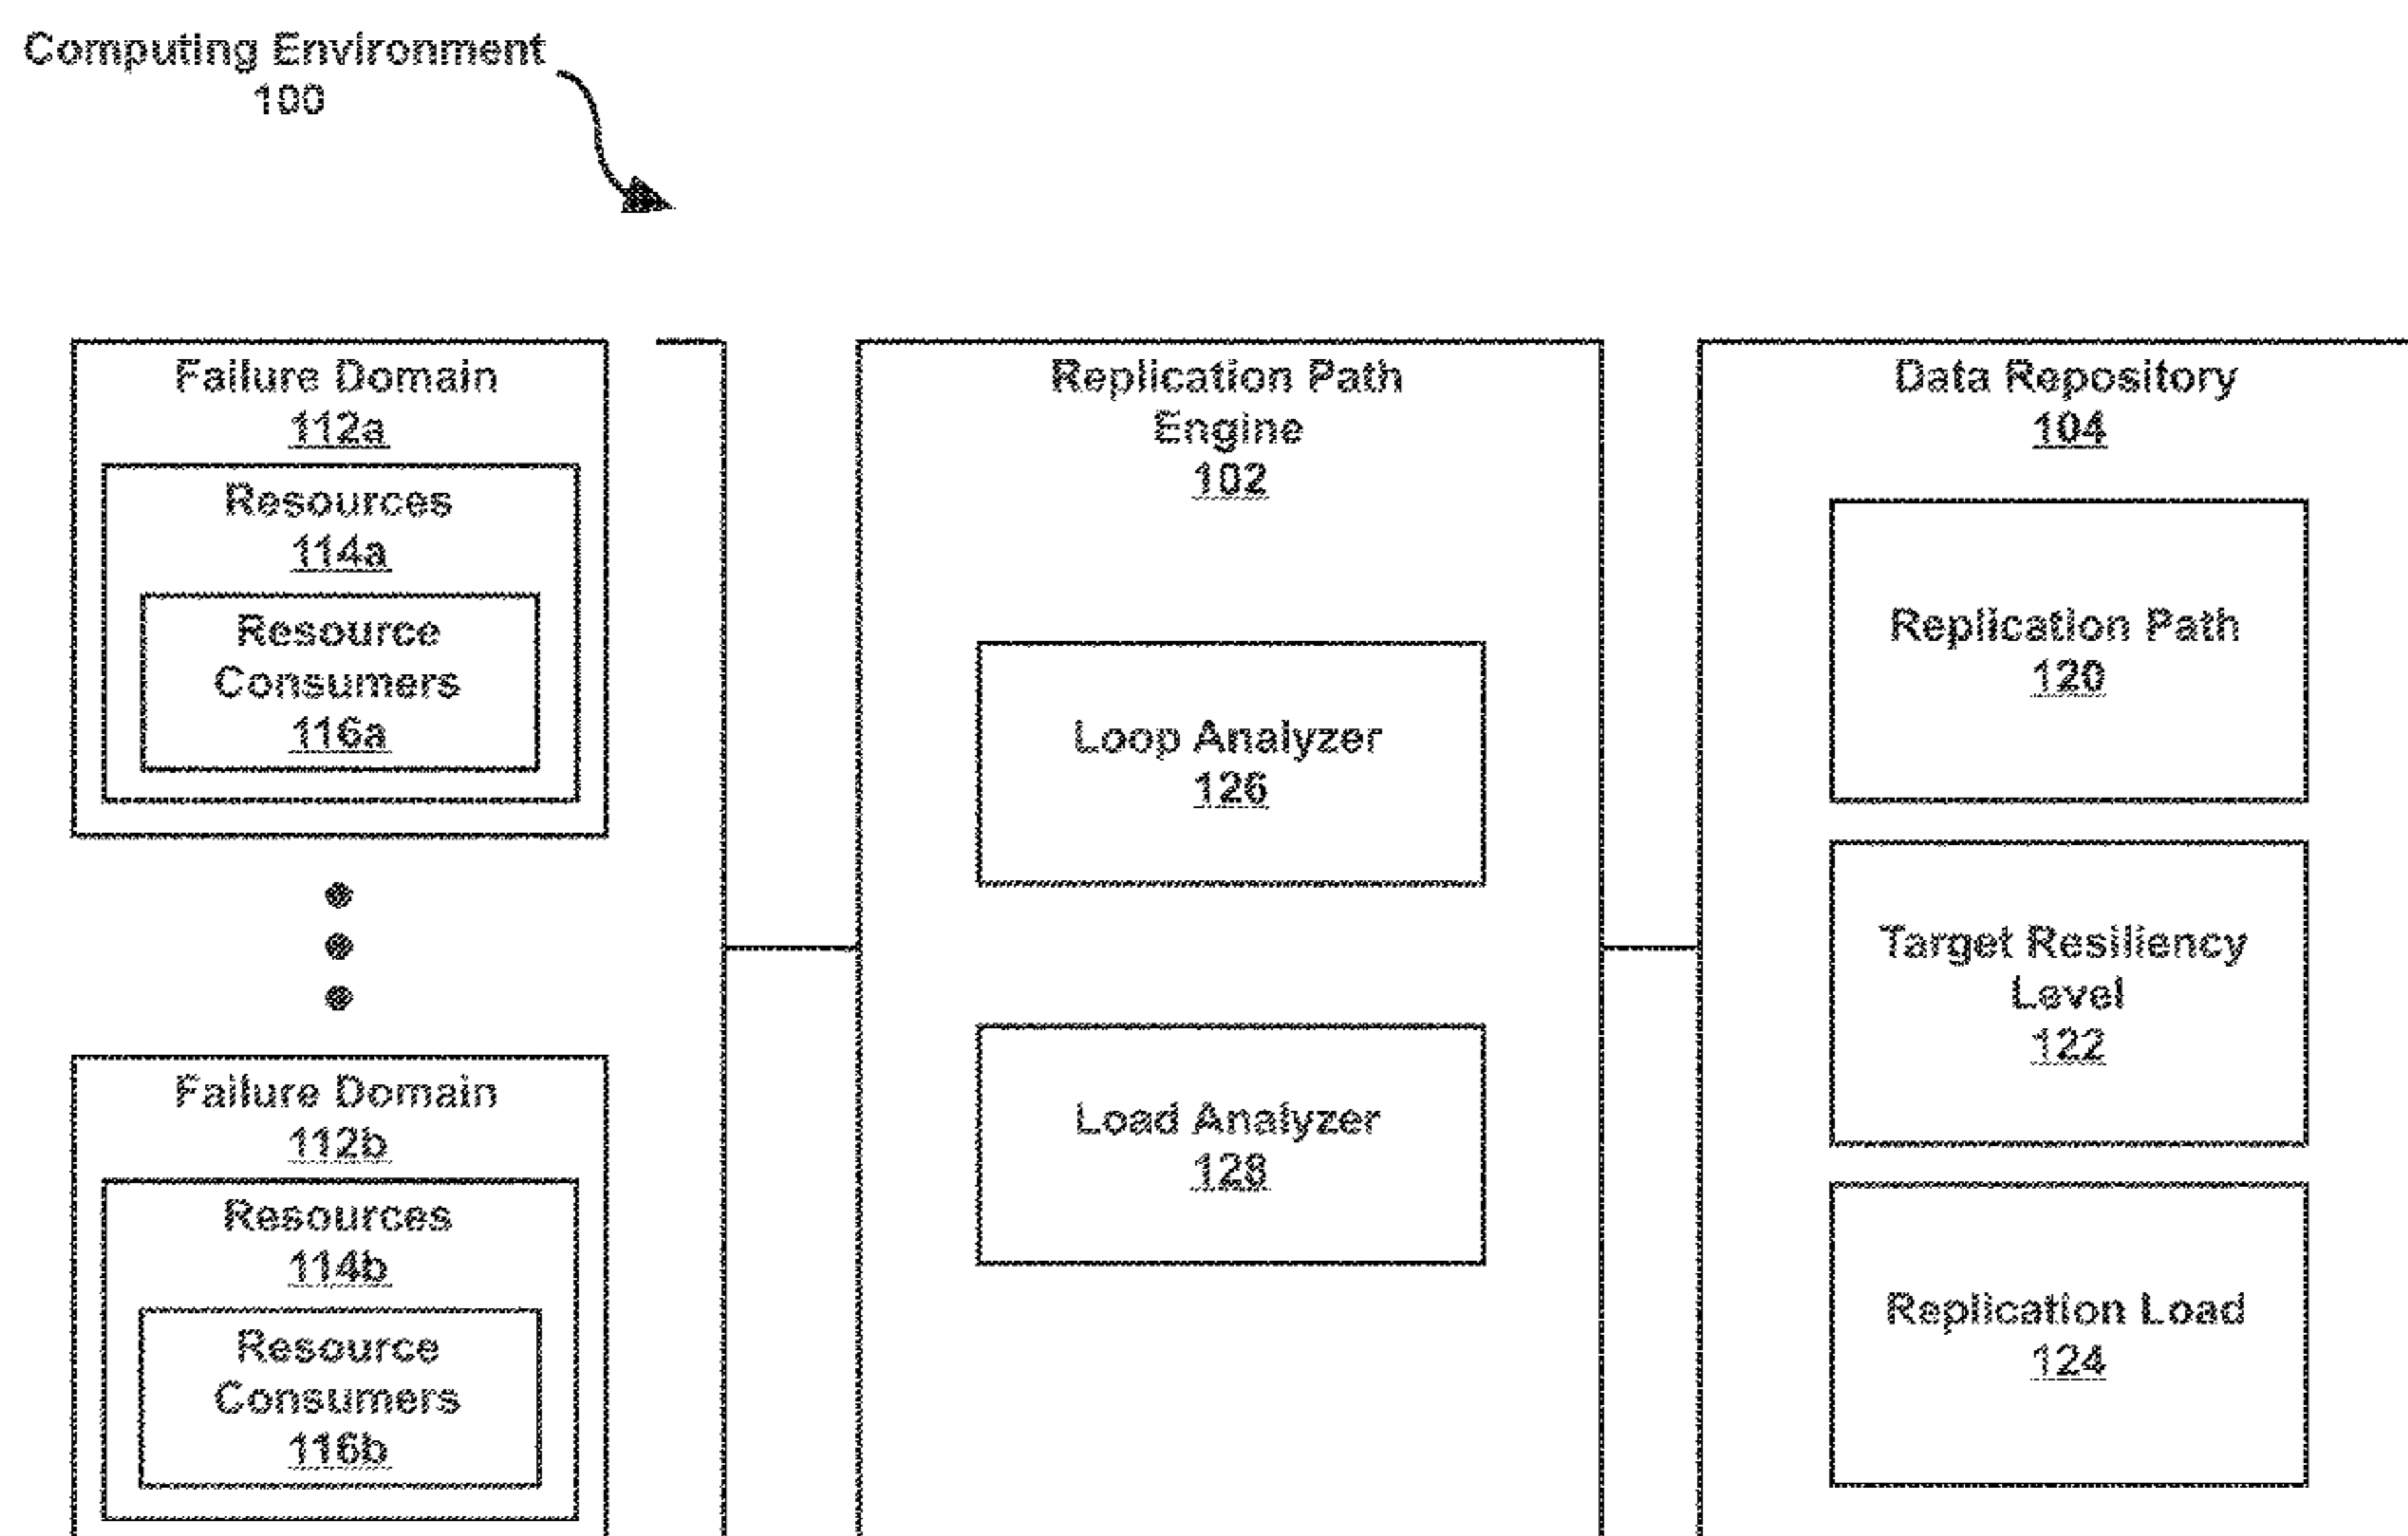 Computing Environment
100
Failure Domain
112a
Resources
114a
Resource
Consumers
116a
Failure Domain
112b
Resources
114b
Resource
Consumers
116b
Replication Path
Engine
102
Loop Analyzer
126
Load Analyzer
128
Data Repository
104
Replication Path
120
Target Resiliency
Level
122
Replication Load
124